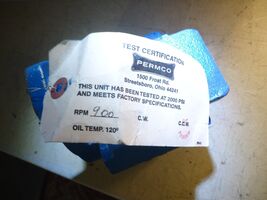 TEST CERTIFICATION
PERMCO
1500 Frost Rd.
Streetsboro, Ohio 44241
THIS UNIT HAS BEEN TESTED AT 2000 PSI
AND MEETS FACTORY SPECIFICATIONS.
RPM 900 C.W. C.C.W.
OIL TEMP. 120°